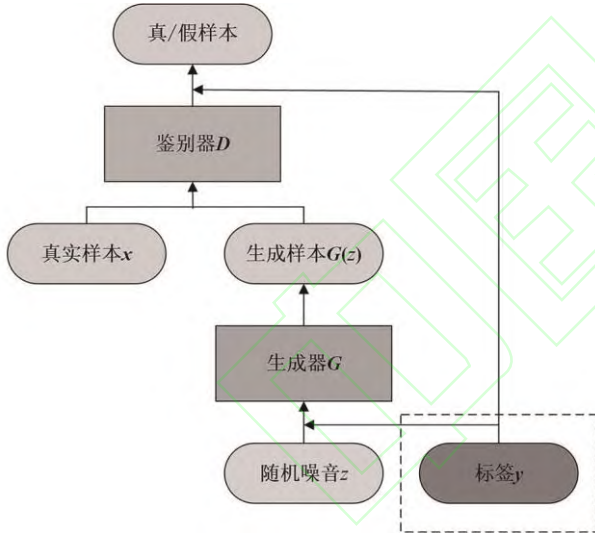 真/假样本
鉴别器D
真实样本x
生成样本G(z)
生成器G
随机噪音z
标签y